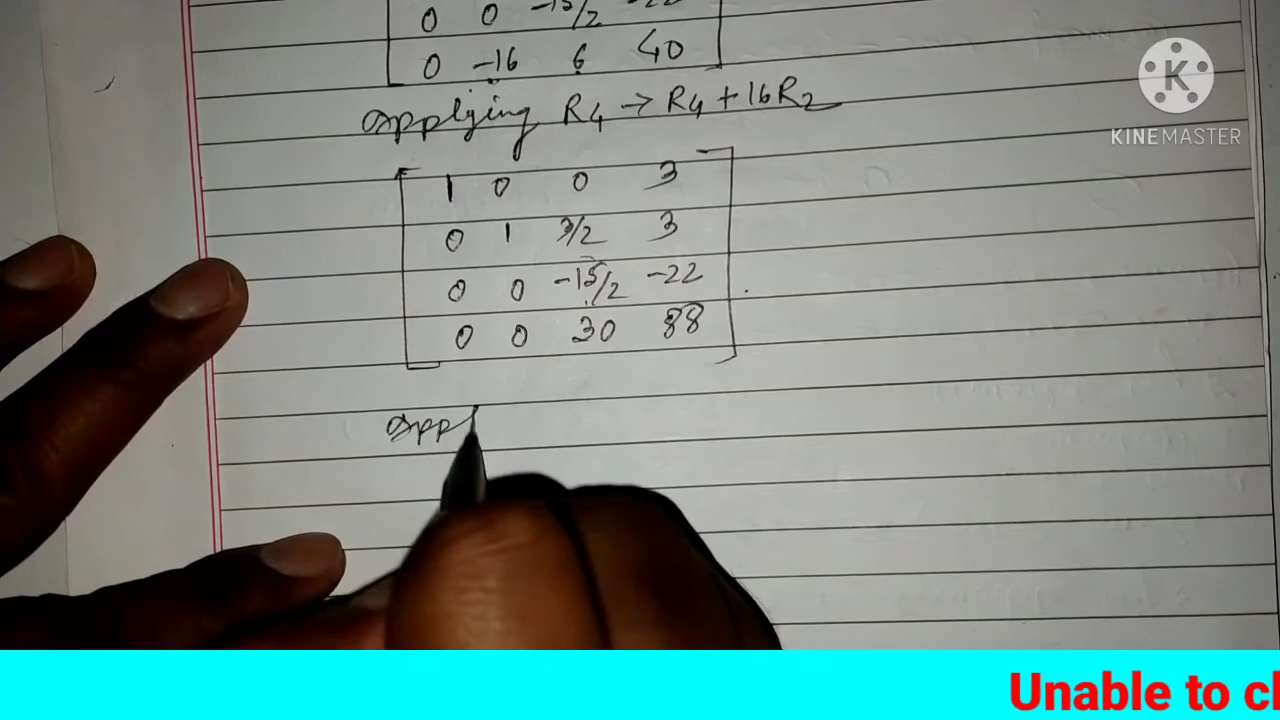 0 0 -15/2 -22
0 -16 6 40
Applying R4 → R4 + 16R2
1 0 0 3
0 1 3/2 3
0 0 -15/2 -22
0 0 30 88
Appl
KINEMASTER
Unable to cl